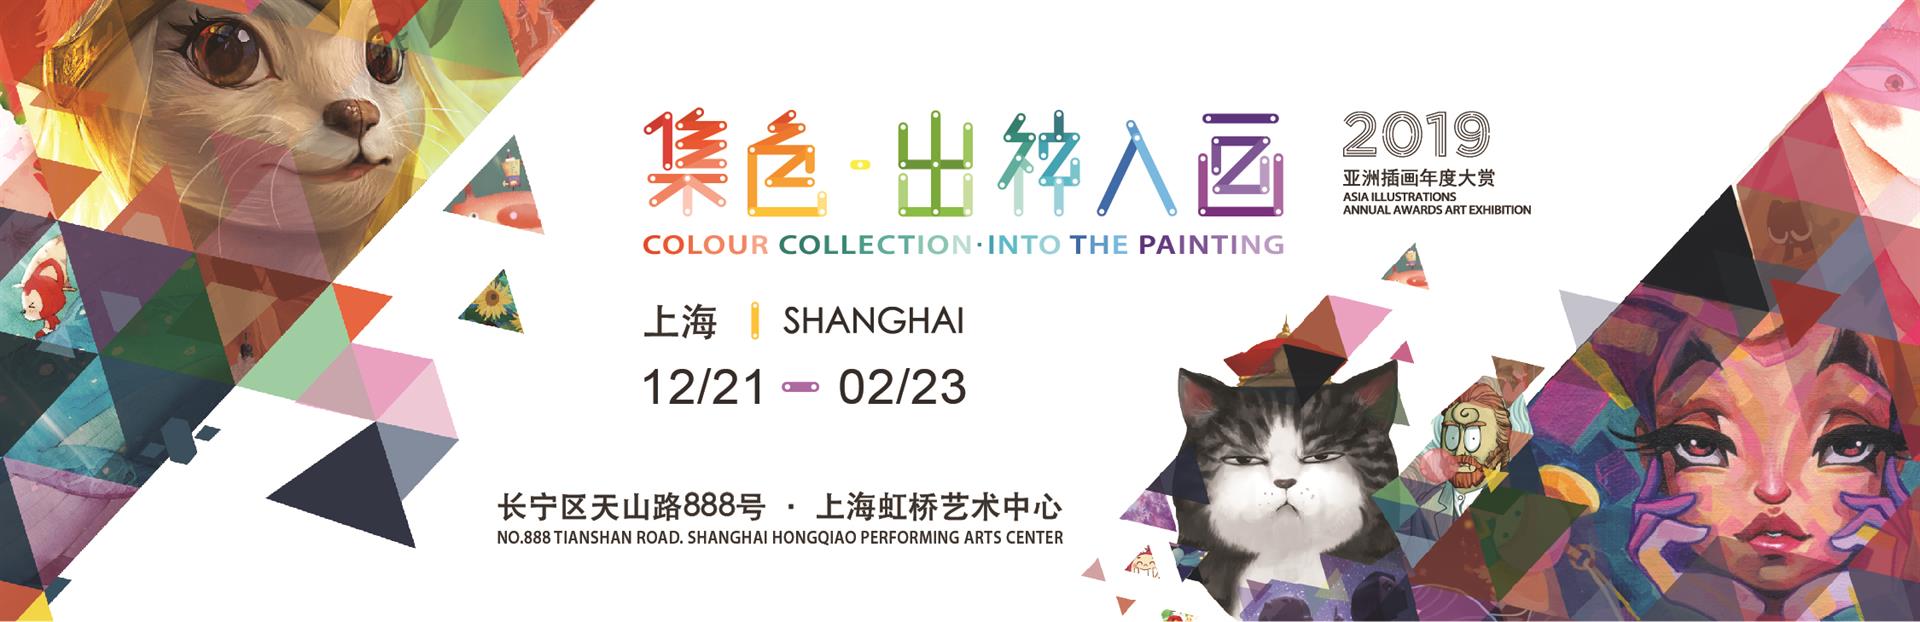 集色·出粹入画
COLOUR COLLECTION·INTO THE PAINTING
2019
亚洲插画年度大赏
ASIA ILLUSTRATIONS
ANNUAL AWARDS ART EXHIBITION
上海 | SHANGHAI
12/21 - 02/23
长宁区天山路888号 · 上海虹桥艺术中心
NO.888 TIANSHAN ROAD. SHANGHAI HONGQIAO PERFORMING ARTS CENTER